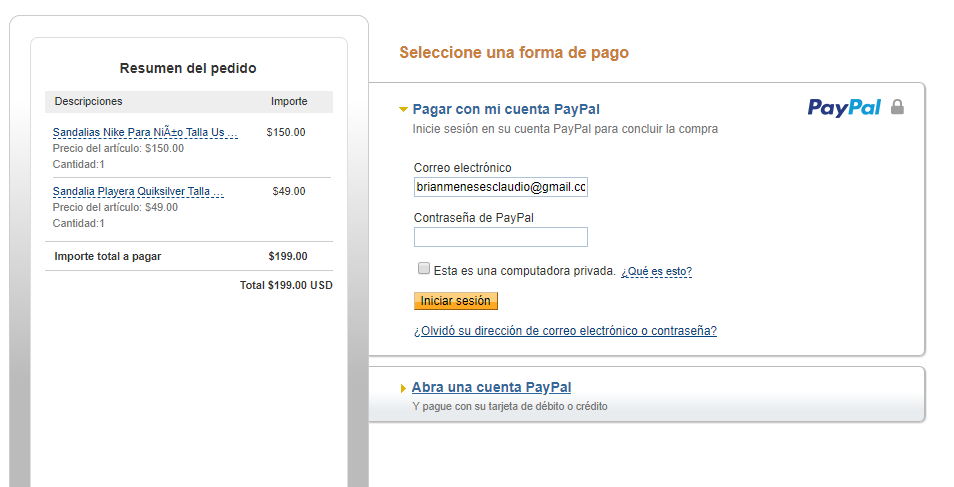 Resumen del pedido
Descripciones Importe
Sandalias Nike Para NiÃ±o Talla Us ... $150.00
Precio del artículo: $150.00
Cantidad:1
Sandalia Playera Quiksilver Talla ... $49.00
Precio del artículo: $49.00
Cantidad:1
Importe total a pagar $199.00
Total $199.00 USD
Seleccione una forma de pago
Pagar con mi cuenta PayPal
PayPal
Inicie sesión en su cuenta PayPal para concluir la compra
Correo electrónico
brianmenesesclaudio@gmail.cc
Contraseña de PayPal
Esta es una computadora privada. ¿Qué es esto?
Iniciar sesión
¿Olvidó su dirección de correo electrónico o contraseña?
Abra una cuenta PayPal
Y pague con su tarjeta de débito o crédito